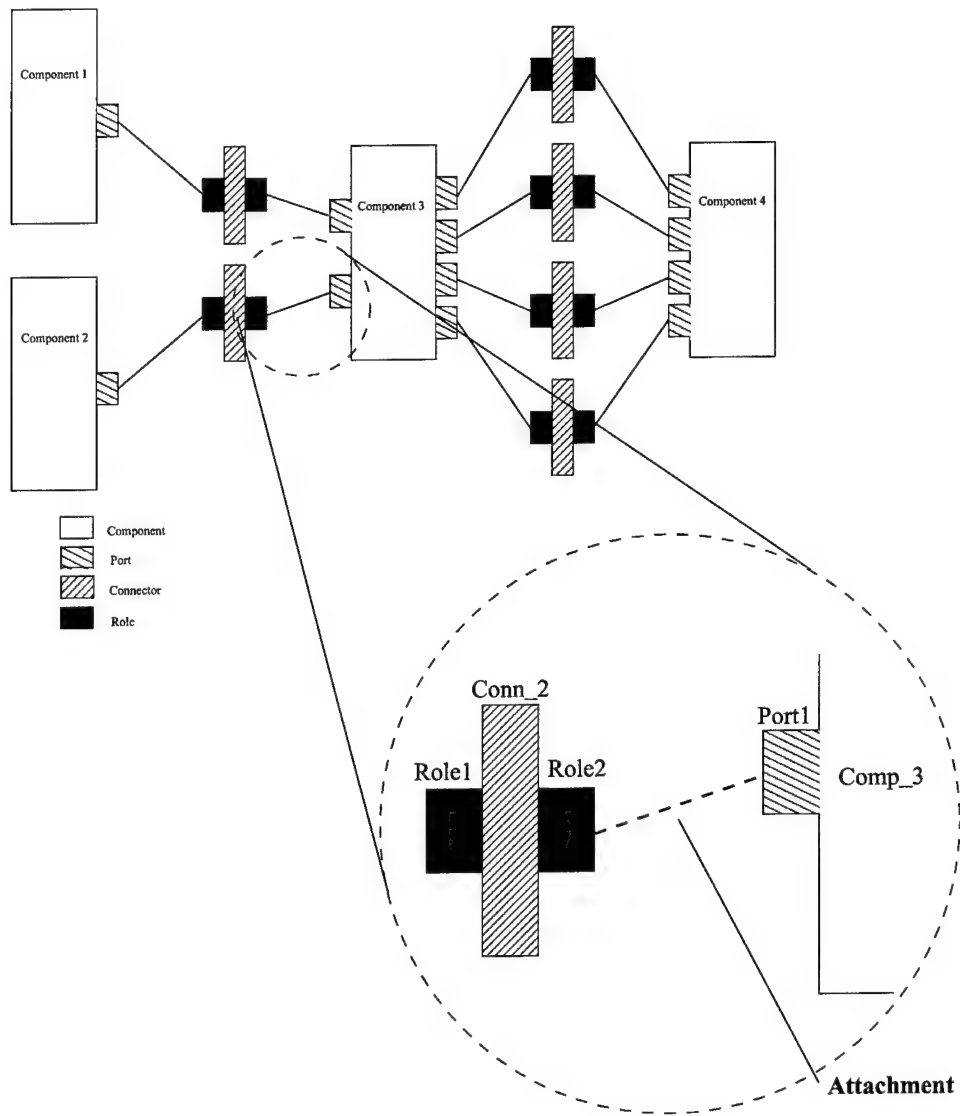 Component 1
Component 3
Component 4
Component 2
Component
Port
Connector
Role
Conn_2
Port1
Role1
Role2
Comp_3
Attachment